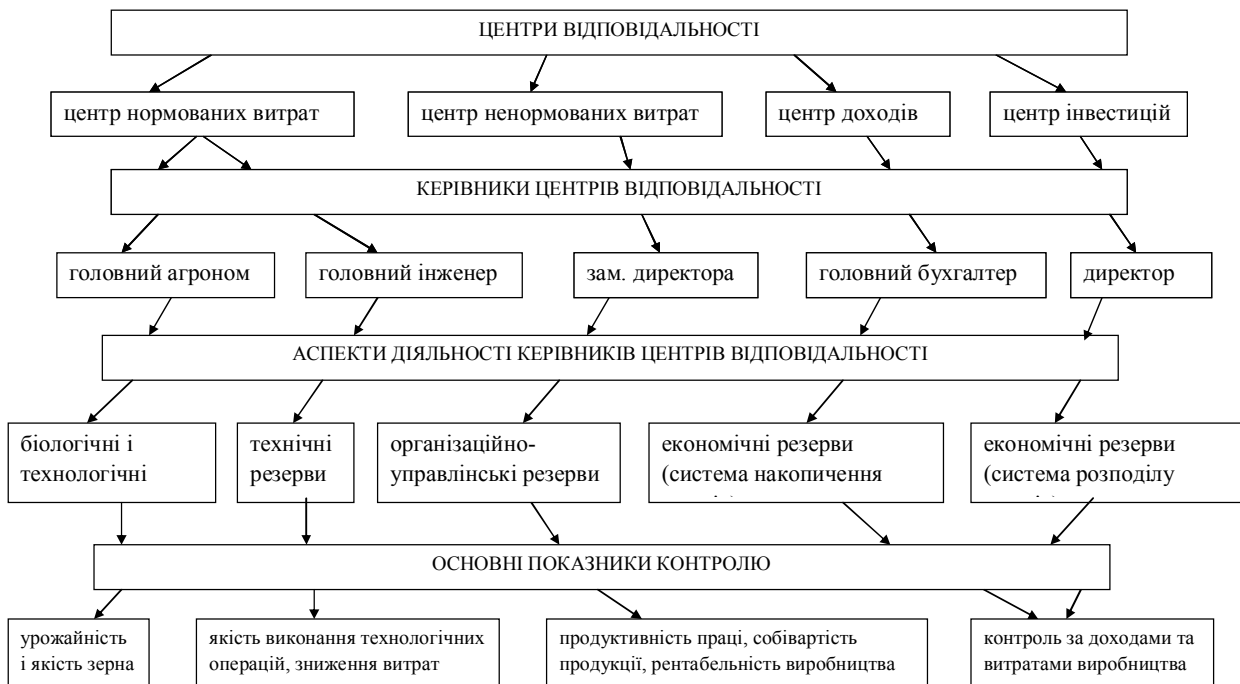 ЦЕНТРИ ВІДПОВІДАЛЬНОСТІ
центр нормованих витрат
центр ненормованих витрат
центр доходів
центр інвестицій
КЕРІВНИКИ ЦЕНТРІВ ВІДПОВІДАЛЬНОСТІ
головний агроном
головний інженер
зам. директора
головний бухгалтер
директор
АСПЕКТИ ДІЯЛЬНОСТІ КЕРІВНИКІВ ЦЕНТРІВ ВІДПОВІДАЛЬНОСТІ
біологічні і
технологічні
технічні
резерви
організаційно-
управлінські резерви
економічні резерви
(система накопичення
економічні резерви
(система розподілу
ОСНОВНІ ПОКАЗНИКИ КОНТРОЛЮ
урожайність
і якість зерна
якість виконання технологічних
операцій, зниження витрат
продуктивність праці, собівартість
продукції, рентабельність виробництва
контроль за доходами та
витратами виробництва